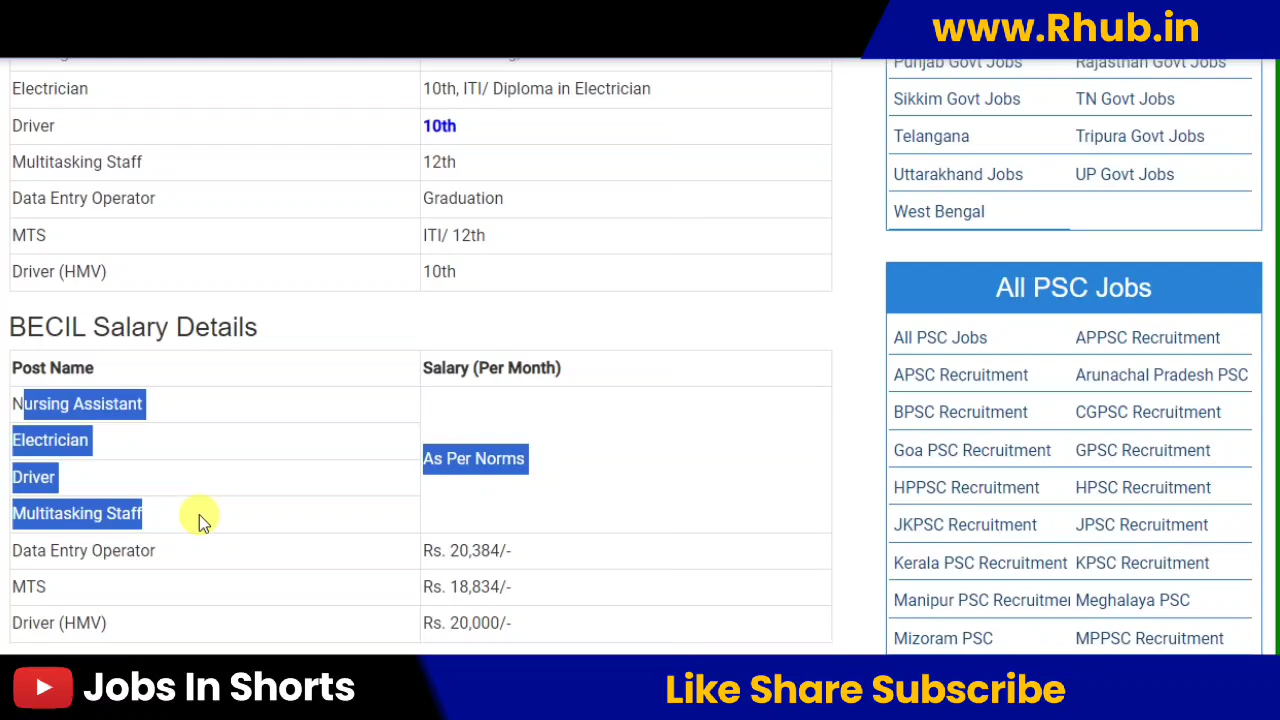 www.Rhub.in
Electrician 10th, ITI/ Diploma in Electrician
Driver 10th
Multitasking Staff 12th
Data Entry Operator Graduation
MTS ITI/ 12th
Driver (HMV) 10th
BECIL Salary Details
Post Name Salary (Per Month)
Nursing Assistant
Electrician
As Per Norms
Driver
Multitasking Staff
Data Entry Operator Rs. 20,384/-
MTS Rs. 18,834/-
Driver (HMV) Rs. 20,000/-
Punjab Govt Jobs Rajasthan Govt Jobs
Sikkim Govt Jobs TN Govt Jobs
Telangana Tripura Govt Jobs
Uttarakhand Jobs UP Govt Jobs
West Bengal
All PSC Jobs
All PSC Jobs APPSC Recruitment
APSC Recruitment Arunachal Pradesh PSC
BPSC Recruitment CGPSC Recruitment
Goa PSC Recruitment GPSC Recruitment
HPPSC Recruitment HPSC Recruitment
JKPSC Recruitment JPSC Recruitment
Kerala PSC Recruitment KPSC Recruitment
Manipur PSC Recruitmen Meghalaya PSC
Mizoram PSC MPPSC Recruitment
Jobs In Shorts
Like Share Subscribe